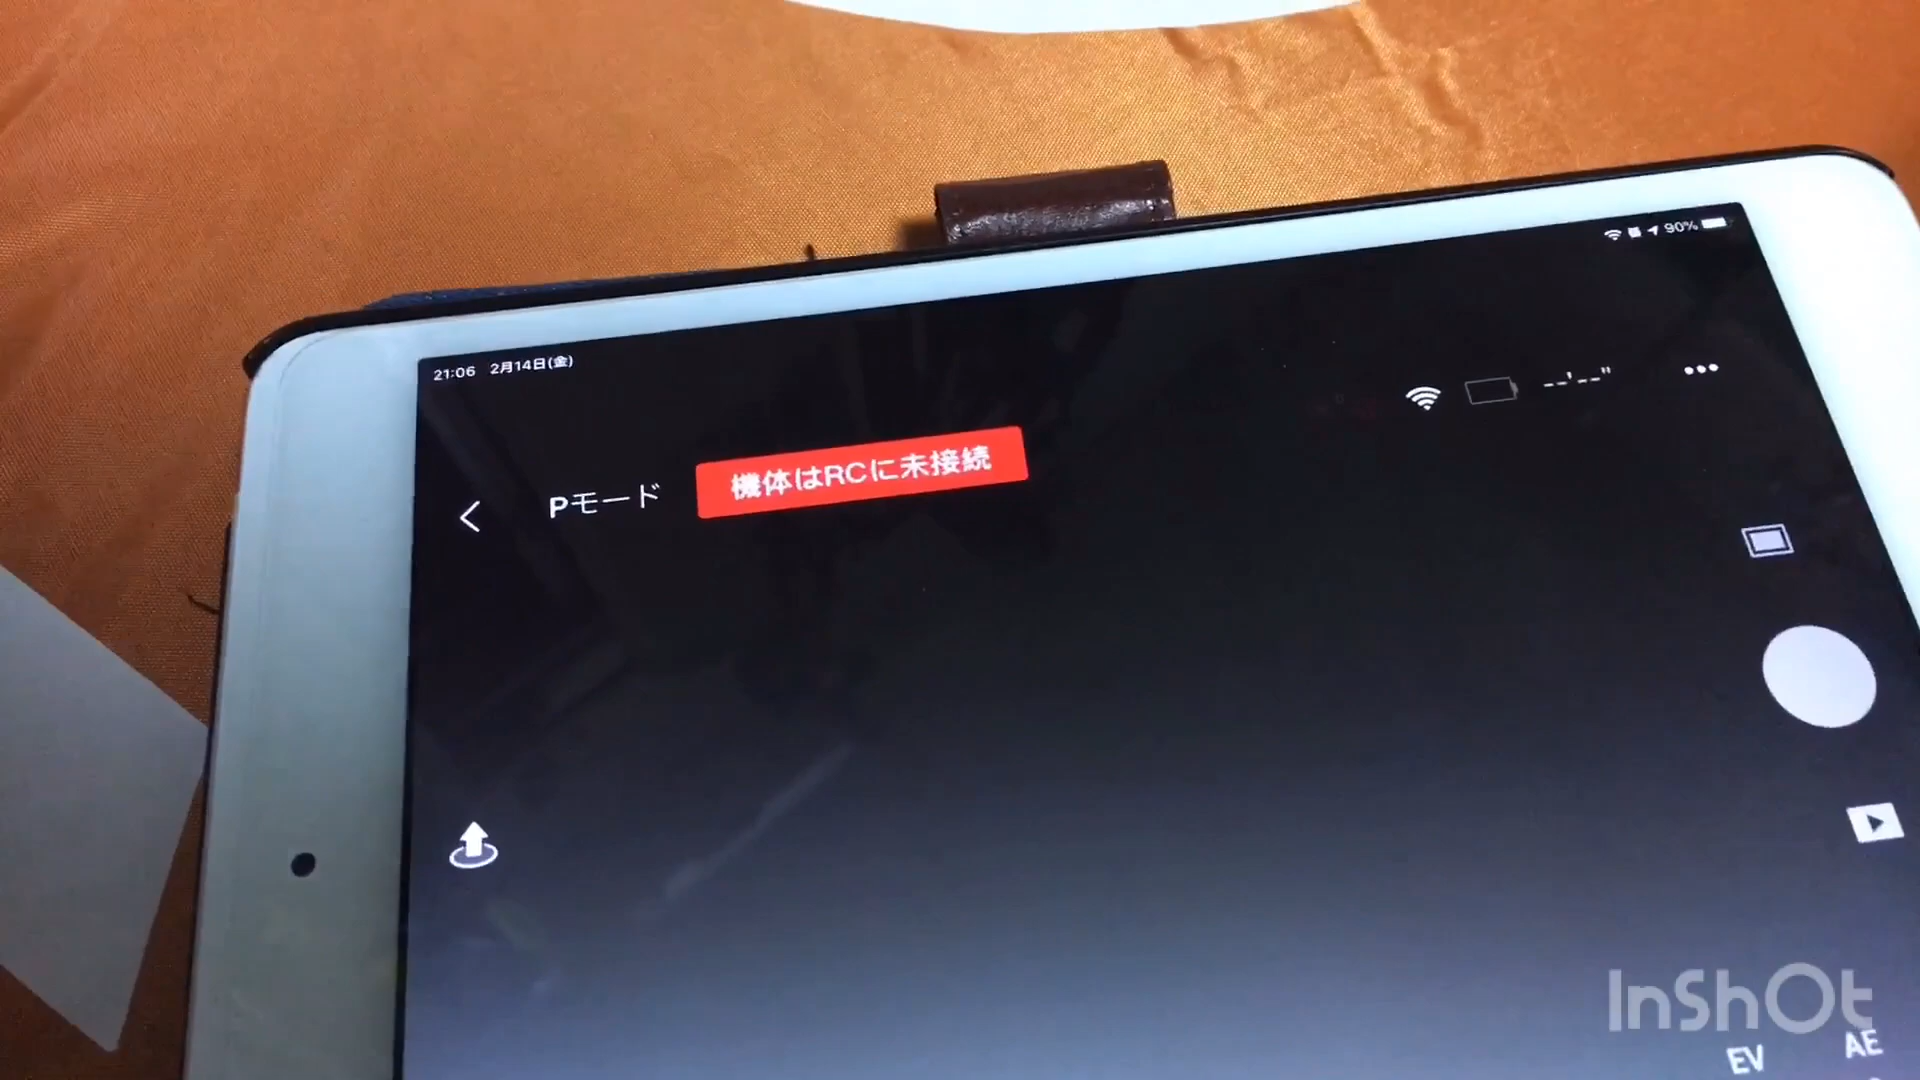 21:06 2月14日(金)
90%
--'--"
Pモード
機体はRCに未接続
InShOt
EV
AE